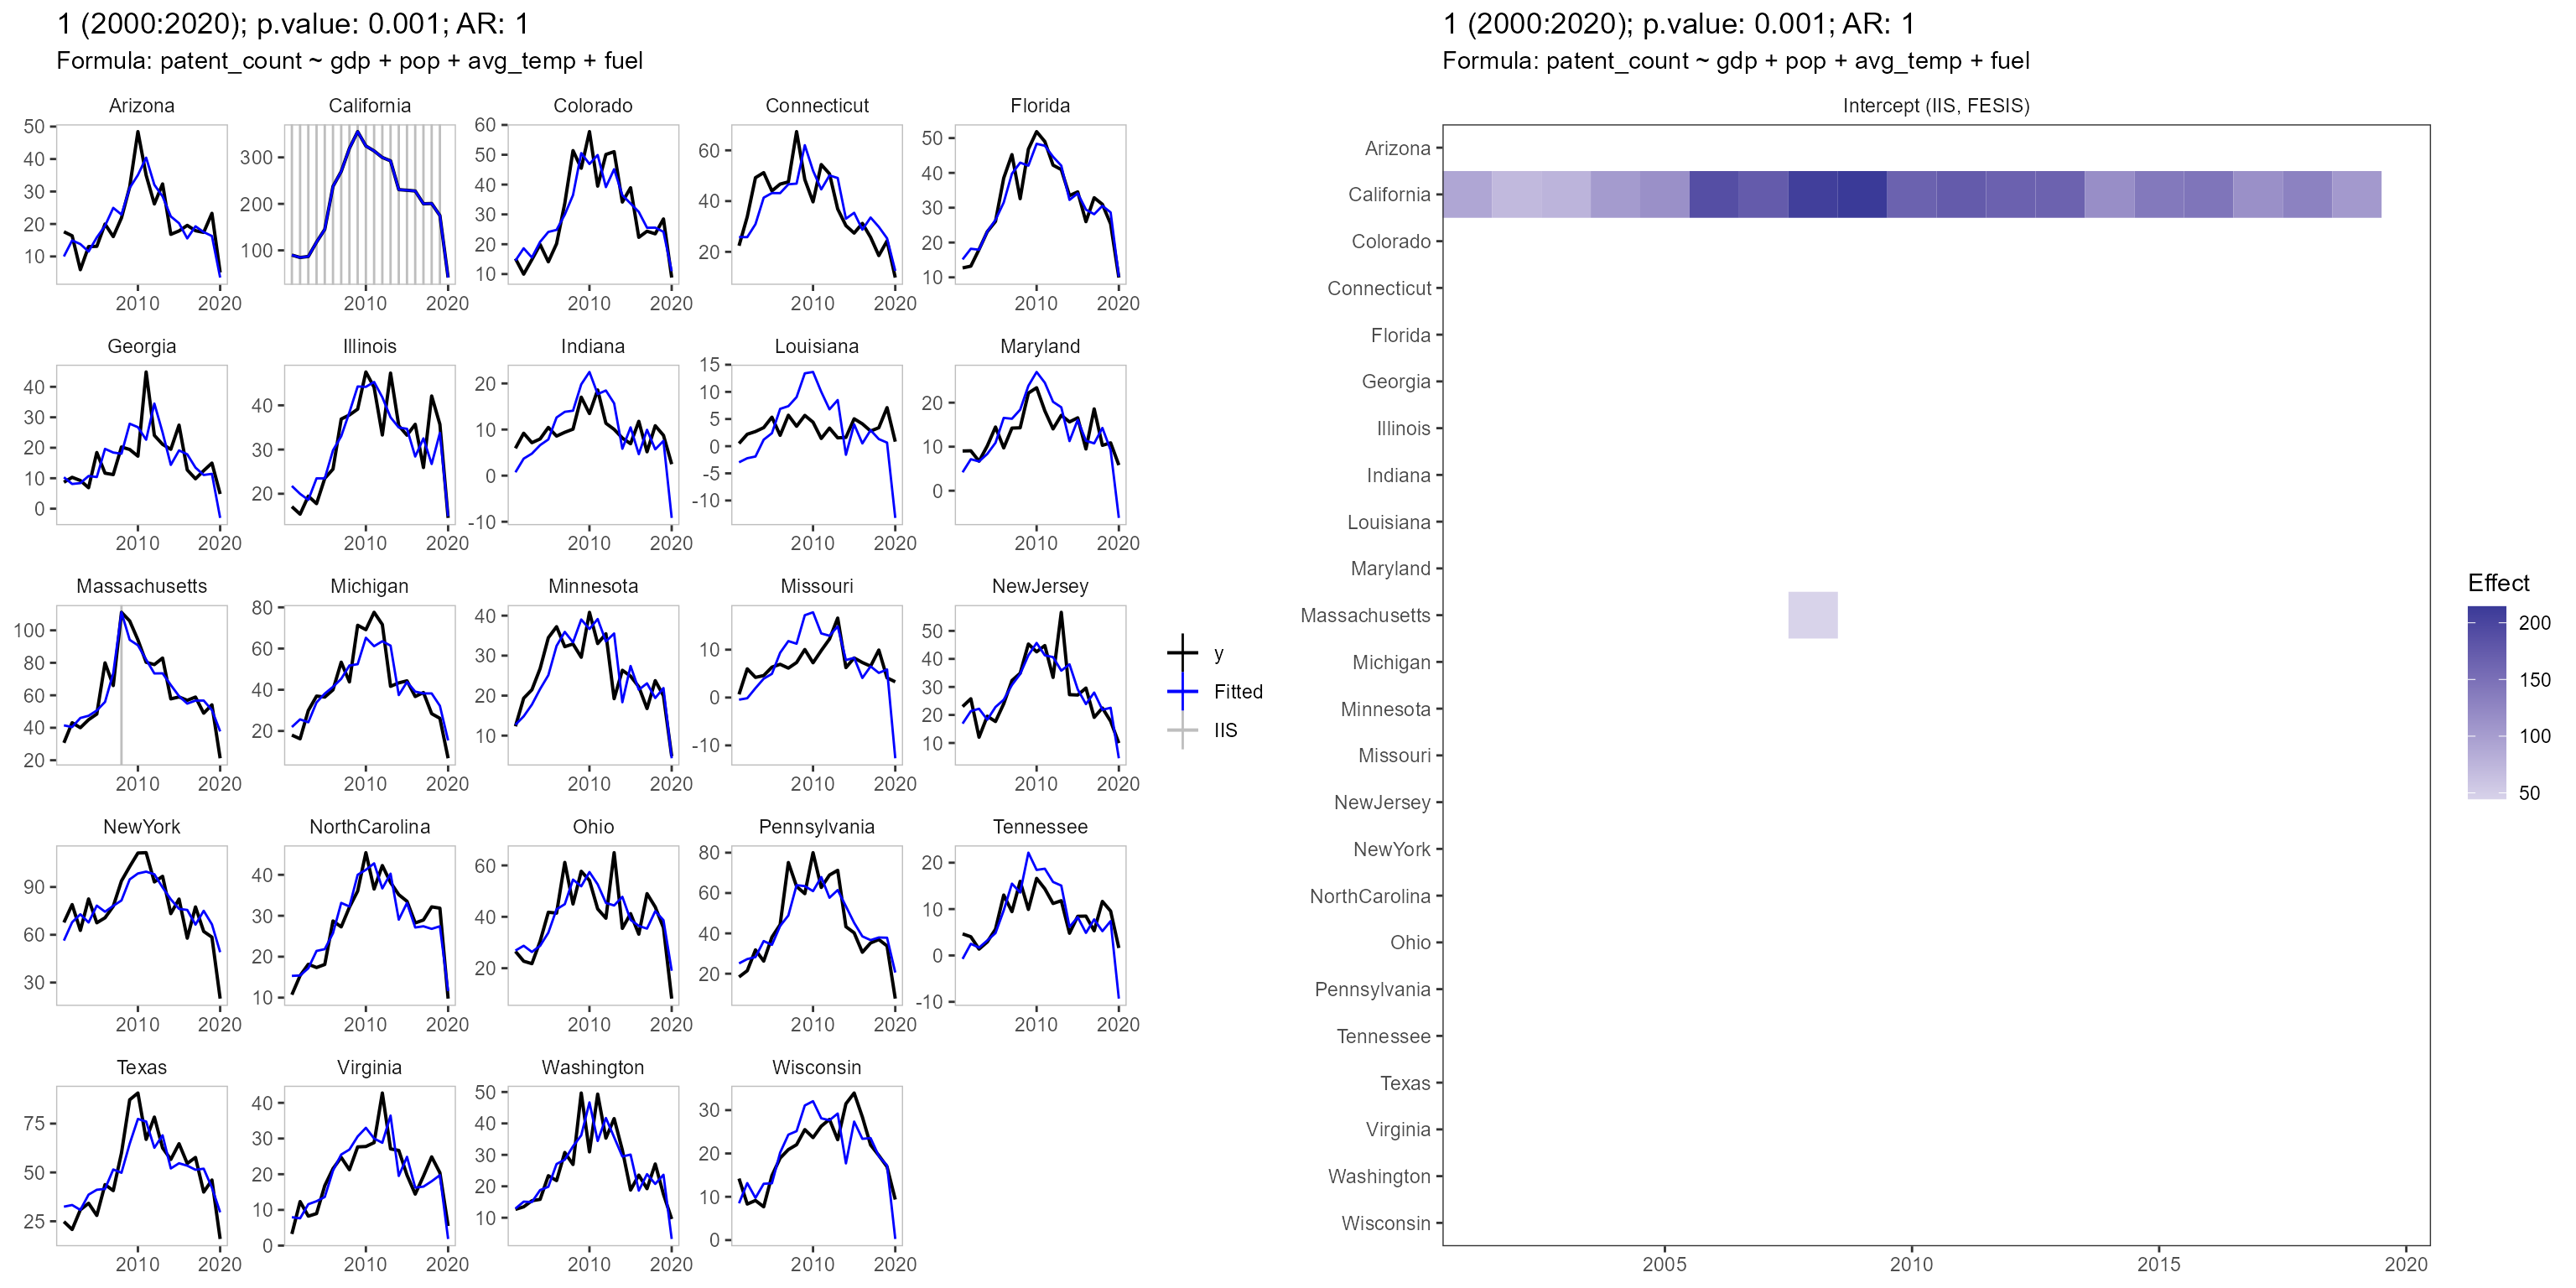 1 (2000:2020); p.value: 0.001; AR: 1
Formula: patent_count ~ gdp + pop + avg_temp + fuel
Arizona California Colorado Connecticut Florida
50 40 30 20 10
300 200 100
60 50 40 30 20 10
60 40 20
50 40 30 20 10
2010 2020 2010 2020 2010 2020 2010 2020 2010 2020
Georgia Illinois Indiana Louisiana Maryland
40 30 20 10 0
40 30 20
20 10 0 -10
15 10 5 0 -5 -10
20 10 0
2010 2020 2010 2020 2010 2020 2010 2020 2010 2020
Massachusetts Michigan Minnesota Missouri NewJersey
100 80 60 40 20
80 60 40 20
40 30 20 10
10 0 -10
50 40 30 20 10
2010 2020 2010 2020 2010 2020 2010 2020 2010 2020
NewYork NorthCarolina Ohio Pennsylvania Tennessee
90 60 30
40 30 20 10
60 40 20
80 60 40 20
20 10 0 -10
2010 2020 2010 2020 2010 2020 2010 2020 2010 2020
Texas Virginia Washington Wisconsin
75 50 25
40 30 20 10 0
50 40 30 20 10
30 20 10 0
2010 2020 2010 2020 2010 2020 2010 2020
y
Fitted
IIS
1 (2000:2020); p.value: 0.001; AR: 1
Formula: patent_count ~ gdp + pop + avg_temp + fuel
Intercept (IIS, FESIS)
Arizona
California
Colorado
Connecticut
Florida
Georgia
Illinois
Indiana
Louisiana
Maryland
Massachusetts
Michigan
Minnesota
Missouri
NewJersey
NewYork
NorthCarolina
Ohio
Pennsylvania
Tennessee
Texas
Virginia
Washington
Wisconsin
2005 2010 2015 2020
Effect
200
150
100
50